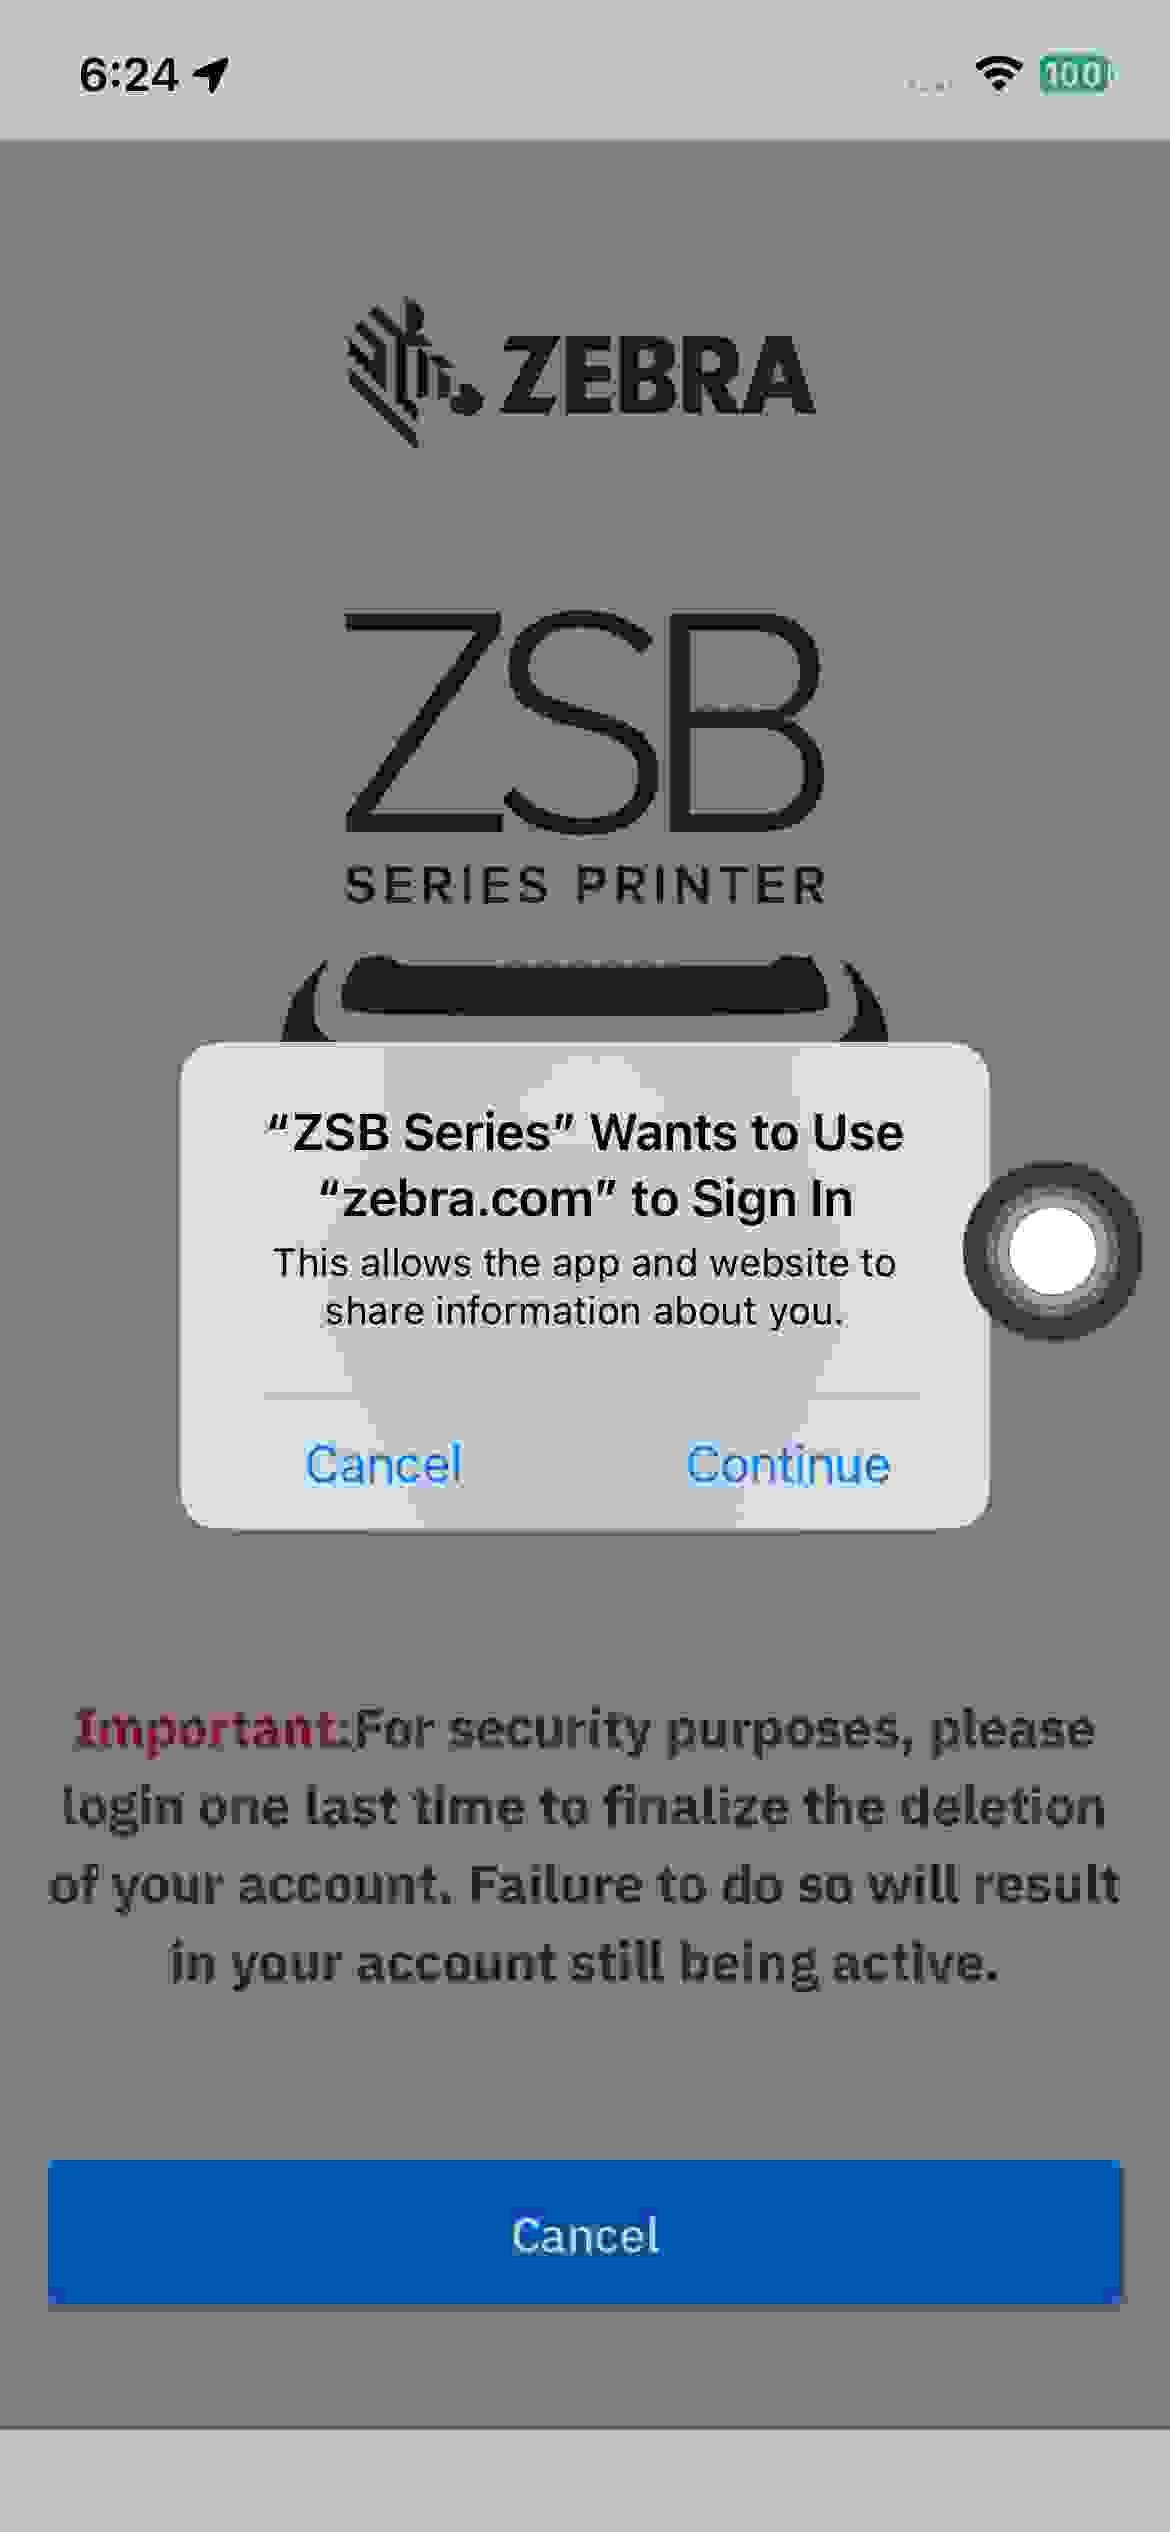 6:24
100
ZEBRA
ZSB
SERIES PRINTER
“ZSB Series” Wants to Use
“zebra.com” to Sign In
This allows the app and website to
share information about you.
Cancel
Continue
Important:For security purposes, please
login one last time to finalize the deletion
of your account. Failure to do so will result
in your account still being active.
Cancel